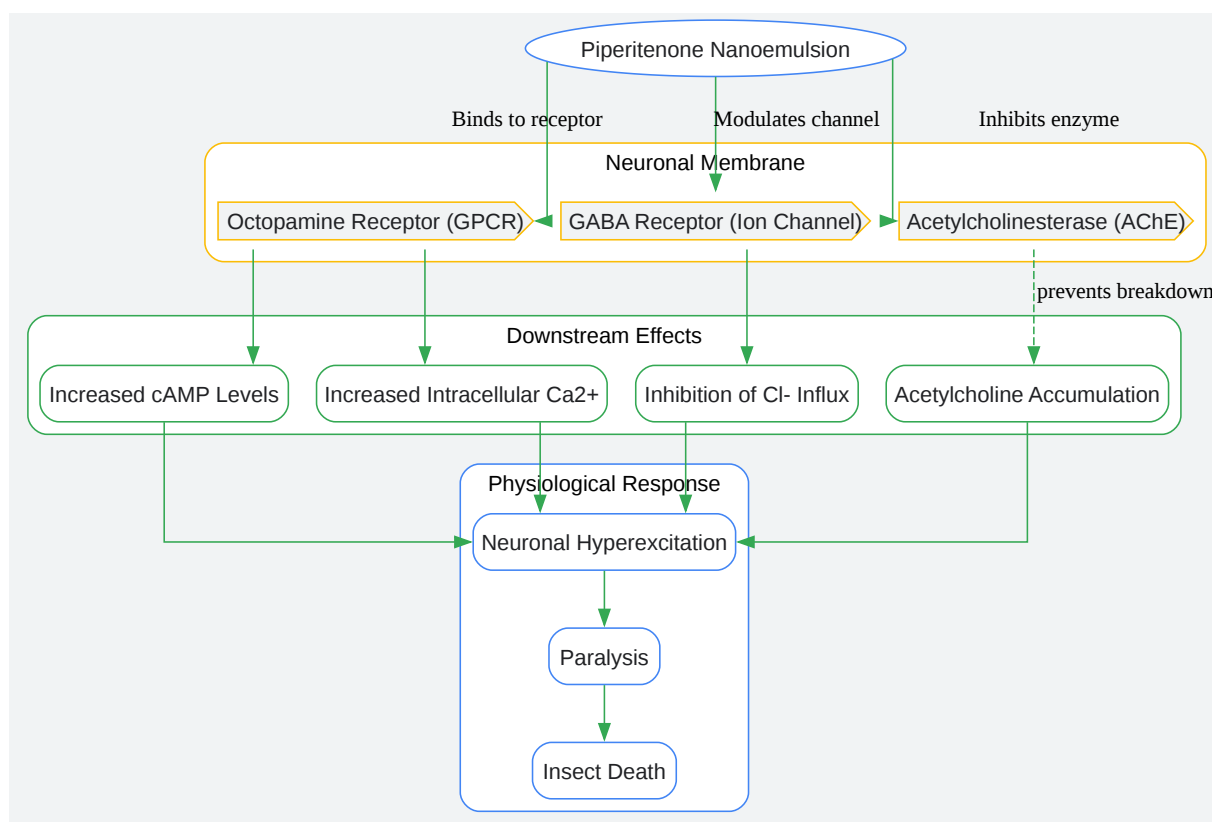 Piperitenone Nanoemulsion
Binds to receptor
Modulates channel
Inhibits enzyme
Neuronal Membrane
Octopamine Receptor (GPCR)
GABA Receptor (Ion Channel)
Acetylcholinesterase (AChE)
prevents breakdown
Downstream Effects
Increased cAMP Levels
Increased Intracellular Ca2+
Inhibition of Cl- Influx
Acetylcholine Accumulation
Physiological Response
Neuronal Hyperexcitation
Paralysis
Insect Death